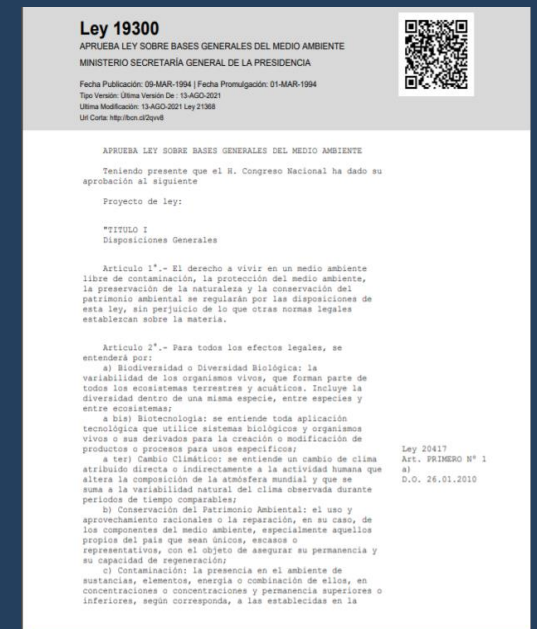 Ley 19300
APRUEBA LEY SOBRE BASES GENERALES DEL MEDIO AMBIENTE
MINISTERIO SECRETARÍA GENERAL DE LA PRESIDENCIA
Fecha Publicación: 09-MAR-1994 | Fecha Promulgación: 01-MAR-1994
Tipo Versión: Última Versión De : 13-AGO-2021
Ultima Modificación: 13-AGO-2021 Ley 21368
Url Corta: http://bcn.cl/2qvv8
APRUEBA LEY SOBRE BASES GENERALES DEL MEDIO AMBIENTE
Teniendo presente que el H. Congreso Nacional ha dado su
aprobación al siguiente
Proyecto de ley:
"TITULO I
Disposiciones Generales
Artículo 1°.- El derecho a vivir en un medio ambiente
libre de contaminación, la protección del medio ambiente,
la preservación de la naturaleza y la conservación del
patrimonio ambiental se regularán por las disposiciones de
esta ley, sin perjuicio de lo que otras normas legales
establezcan sobre la materia.
Artículo 2°.- Para todos los efectos legales, se
entenderá por:
a) Biodiversidad o Diversidad Biológica: la
variabilidad de los organismos vivos, que forman parte de
todos los ecosistemas terrestres y acuáticos. Incluye la
diversidad dentro de una misma especie, entre especies y
entre ecosistemas;
a bis) Biotecnología: se entiende toda aplicación
tecnológica que utilice sistemas biológicos y organismos
vivos o sus derivados para la creación o modificación de
productos o procesos para usos específicos;
Ley 20417
a ter) Cambio Climático: se entiende un cambio de clima
Art. PRIMERO N° 1
atribuido directa o indirectamente a la actividad humana que
a)
altera la composición de la atmósfera mundial y que se
D.O. 26.01.2010
suma a la variabilidad natural del clima observada durante
períodos de tiempo comparables;
b) Conservación del Patrimonio Ambiental: el uso y
aprovechamiento racionales o la reparación, en su caso, de
los componentes del medio ambiente, especialmente aquellos
propios del país que sean únicos, escasos o
representativos, con el objeto de asegurar su permanencia y
su capacidad de regeneración;
c) Contaminación: la presencia en el ambiente de
sustancias, elementos, energía o combinación de ellos, en
concentraciones o concentraciones y permanencia superiores o
inferiores, según corresponda, a las establecidas en la